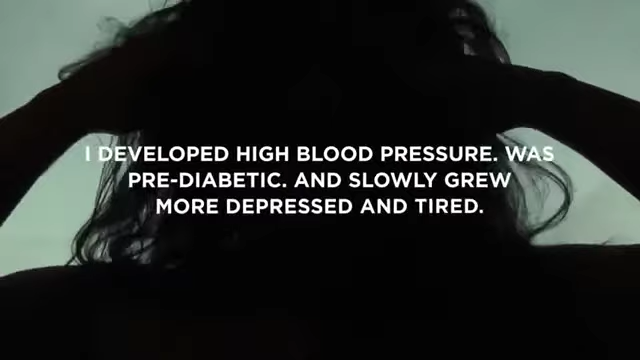 I DEVELOPED HIGH BLOOD PRESSURE. WAS
PRE-DIABETIC. AND SLOWLY GREW
MORE DEPRESSED AND TIRED.